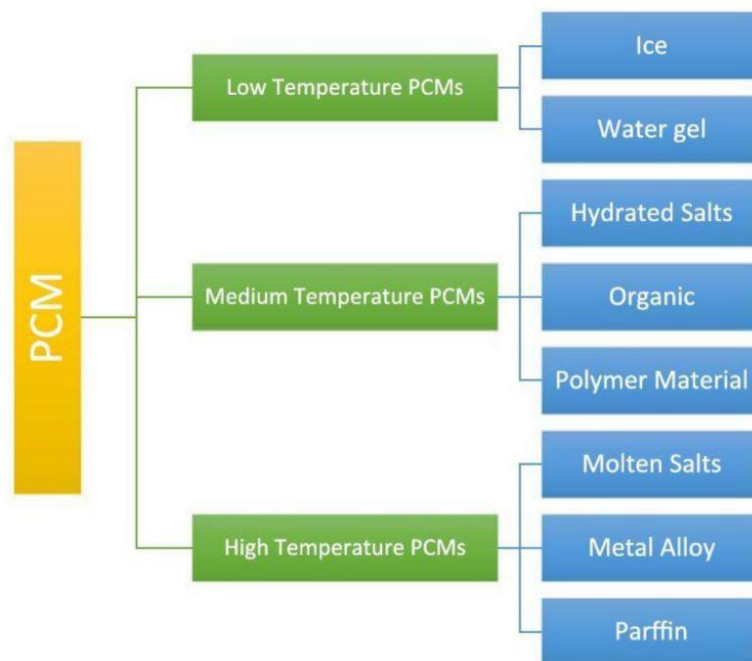 PCM
Low Temperature PCMs
Ice
Water gel
Medium Temperature PCMs
Hydrated Salts
Organic
Polymer Material
High Temperature PCMs
Molten Salts
Metal Alloy
Parffin